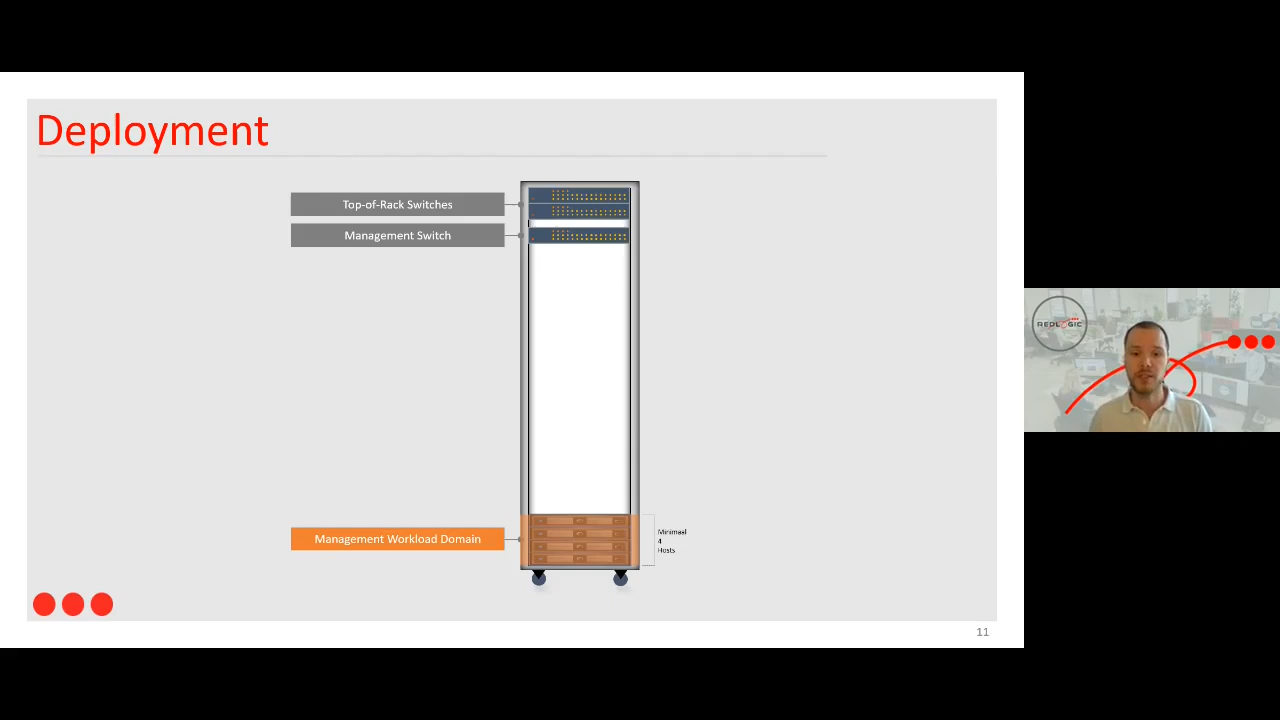 Deployment
Top-of-Rack Switches
Management Switch
Management Workload Domain
Minimaal
4
Hosts
11
REDLOGIC